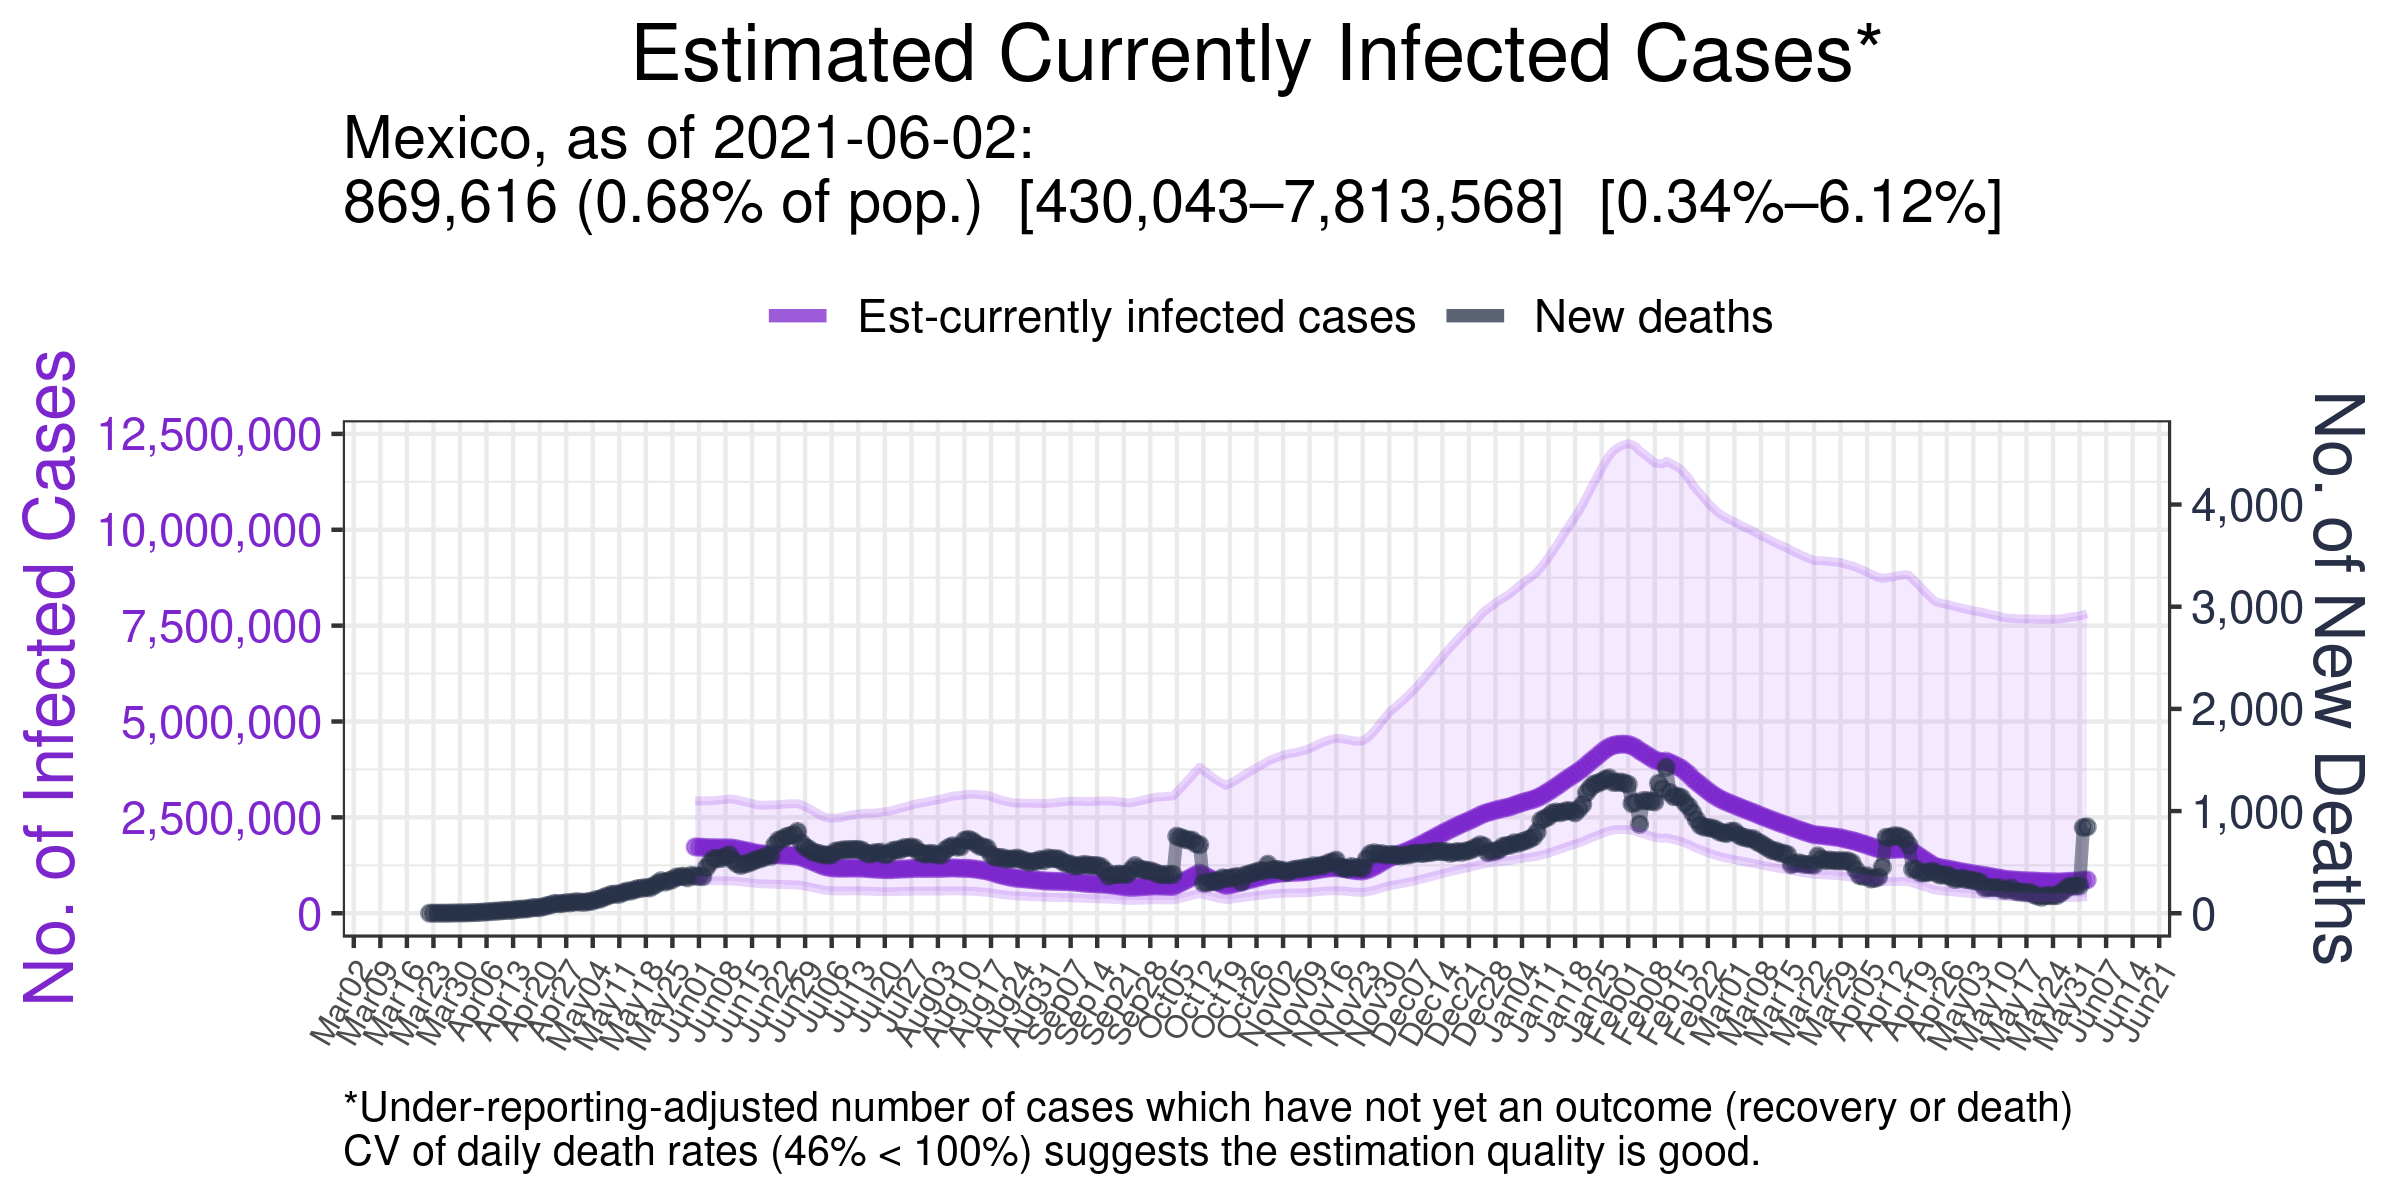 Estimated Currently Infected Cases*
Mexico, as of 2021-06-02:
869,616 (0.68% of pop.) [430,043–7,813,568] [0.34%–6.12%]
Est-currently infected cases
New deaths
No. of Infected Cases
12,500,000
10,000,000
7,500,000
5,000,000
2,500,000
0
4,000
3,000
2,000
1,000
0
No. of New Deaths
Mar02
Mar09
Mar16
Mar23
Mar30
Apr06
Apr13
Apr20
Apr27
May04
May11
May18
May25
Jun01
Jun08
Jun15
Jun22
Jun29
Jul06
Jul13
Jul20
Jul27
Aug03
Aug10
Aug17
Aug24
Aug31
Sep07
Sep14
Sep21
Sep28
Oct05
Oct12
Oct19
Oct26
Nov02
Nov09
Nov16
Nov23
Nov30
Dec07
Dec14
Dec21
Dec28
Jan04
Jan11
Jan18
Jan25
Feb01
Feb08
Feb15
Feb22
Mar01
Mar08
Mar15
Mar22
Mar29
Apr05
Apr12
Apr19
Apr26
May03
May10
May17
May24
May31
Jun07
Jun14
Jun21
*Under-reporting-adjusted number of cases which have not yet an outcome (recovery or death)
CV of daily death rates (46% < 100%) suggests the estimation quality is good.